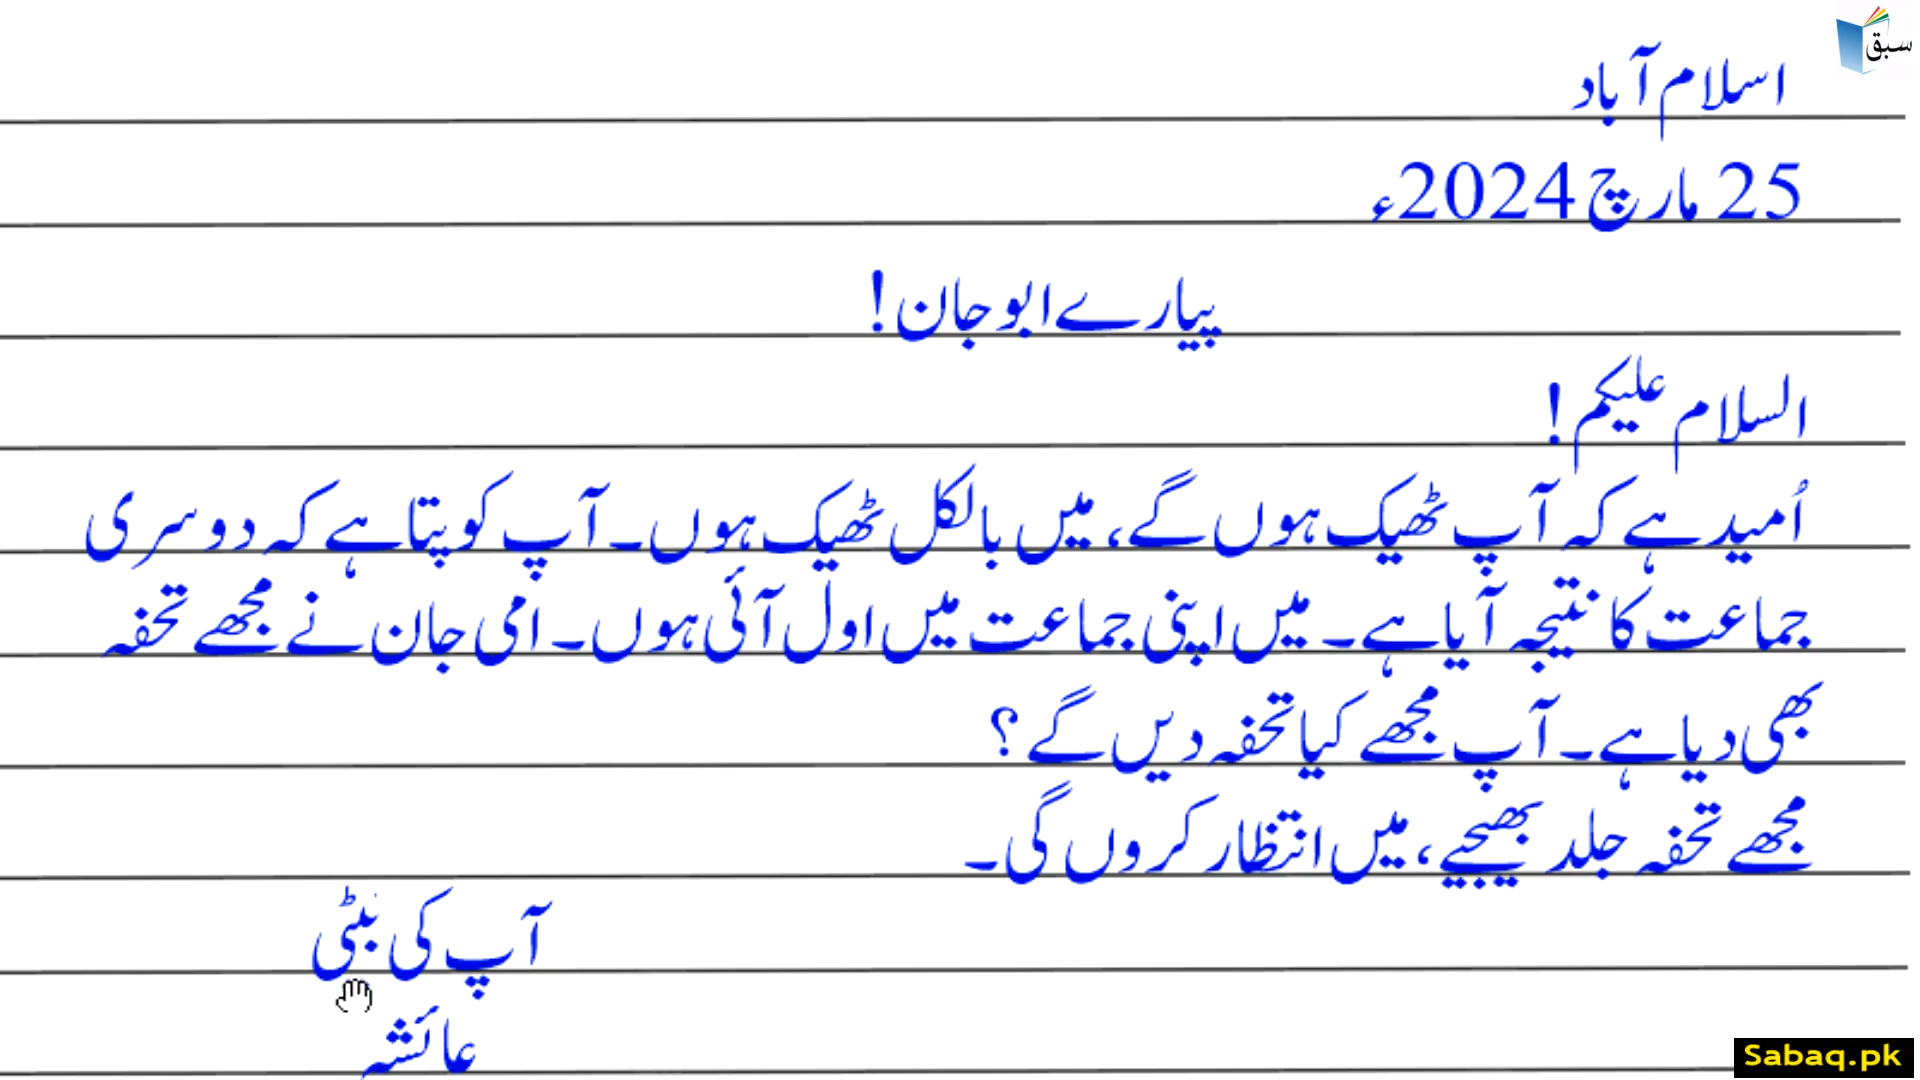 سبق
اسلام آباد
25 مارچ 2024ء
پیارے ابو جان!
السلام علیکم!
اُمید ہے کہ آپ ٹھیک ہوں گے، میں بالکل ٹھیک ہوں۔ آپ کو پتا ہے کہ دوسری
جماعت کا نتیجہ آیا ہے۔ میں اپنی جماعت میں اول آئی ہوں۔ امی جان نے مجھے تحفہ
بھی دیا ہے۔ آپ مجھے کیا تحفہ دیں گے؟
مجھے تحفہ جلد بھیجیے، میں انتظار کروں گی۔
آپ کی بیٹی
عائشہ
Sabaq.pk